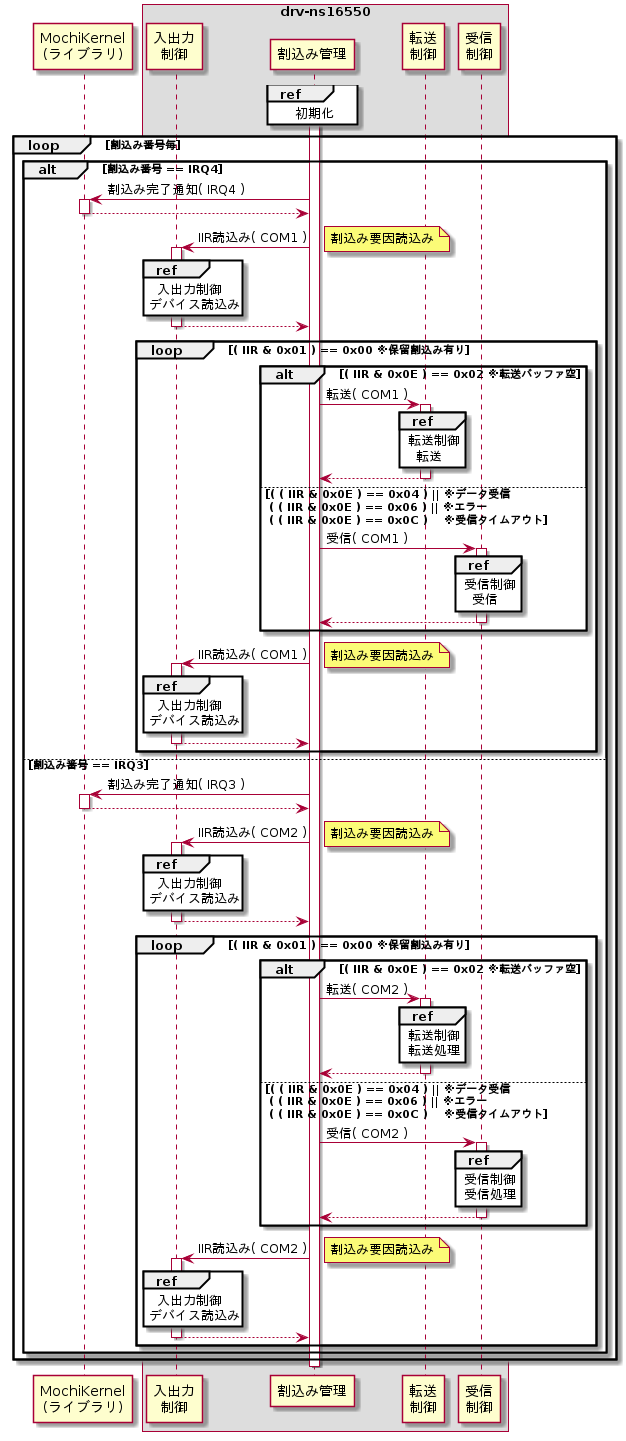 drv-ns16550
MochiKernel
(ライブラリ)
入出力
制御
割込み管理
転送
制御
受信
制御
ref
初期化
loop [割込み番号毎]
alt [割込み番号 == IRQ4]
割込み完了通知( IRQ4 )
IIR読込み( COM1 )
割込み要因読込み
ref
入出力制御
デバイス読込み
loop [( IIR & 0x01 ) == 0x00 ※保留割込み有り]
alt [( IIR & 0x0E ) == 0x02 ※転送バッファ空]
転送( COM1 )
ref
転送制御
転送
[( ( IIR & 0x0E ) == 0x04 ) || ※データ受信
( ( IIR & 0x0E ) == 0x06 ) || ※エラー
( ( IIR & 0x0E ) == 0x0C ) ※受信タイムアウト]
受信( COM1 )
ref
受信制御
受信
IIR読込み( COM1 )
割込み要因読込み
ref
入出力制御
デバイス読込み
[割込み番号 == IRQ3]
割込み完了通知( IRQ3 )
IIR読込み( COM2 )
割込み要因読込み
ref
入出力制御
デバイス読込み
loop [( IIR & 0x01 ) == 0x00 ※保留割込み有り]
alt [( IIR & 0x0E ) == 0x02 ※転送バッファ空]
転送( COM2 )
ref
転送制御
転送処理
[( ( IIR & 0x0E ) == 0x04 ) || ※データ受信
( ( IIR & 0x0E ) == 0x06 ) || ※エラー
( ( IIR & 0x0E ) == 0x0C ) ※受信タイムアウト]
受信( COM2 )
ref
受信制御
受信処理
IIR読込み( COM2 )
割込み要因読込み
ref
入出力制御
デバイス読込み
MochiKernel
(ライブラリ)
入出力
制御
割込み管理
転送
制御
受信
制御